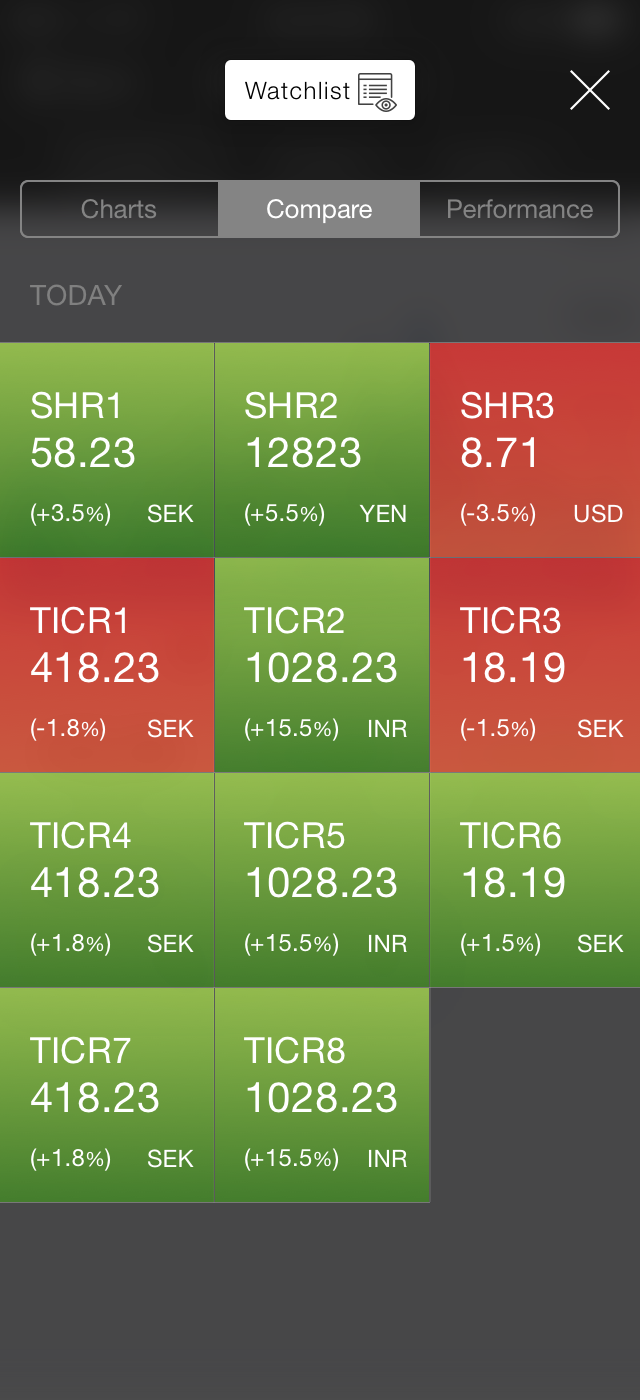 Watchlist
Charts Compare Performance
TODAY
SHR1
58.23
(+3.5%) SEK
SHR2
12823
(+5.5%) YEN
SHR3
8.71
(-3.5%) USD
TICR1
418.23
(-1.8%) SEK
TICR2
1028.23
(+15.5%) INR
TICR3
18.19
(-1.5%) SEK
TICR4
418.23
(+1.8%) SEK
TICR5
1028.23
(+15.5%) INR
TICR6
18.19
(+1.5%) SEK
TICR7
418.23
(+1.8%) SEK
TICR8
1028.23
(+15.5%) INR